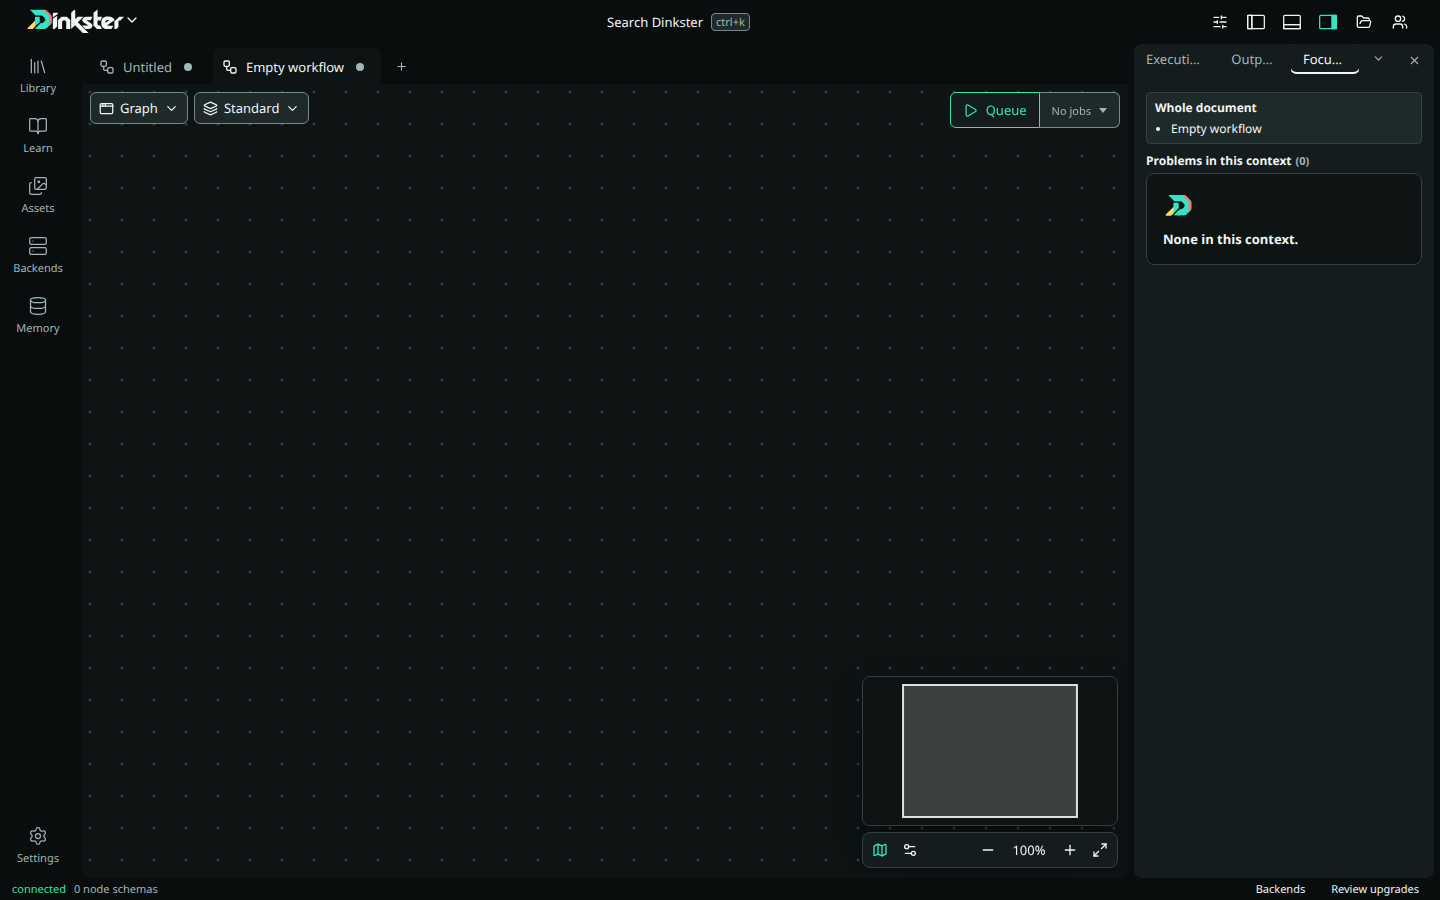 Dinkster
Search Dinkster ctrl+k
Library
Learn
Assets
Backends
Memory
Settings
Untitled
Empty workflow
Graph
Standard
Queue
No jobs
100%
Executi...
Outp...
Focu...
Whole document
• Empty workflow
Problems in this context (0)
None in this context.
connected 0 node schemas
Backends
Review upgrades